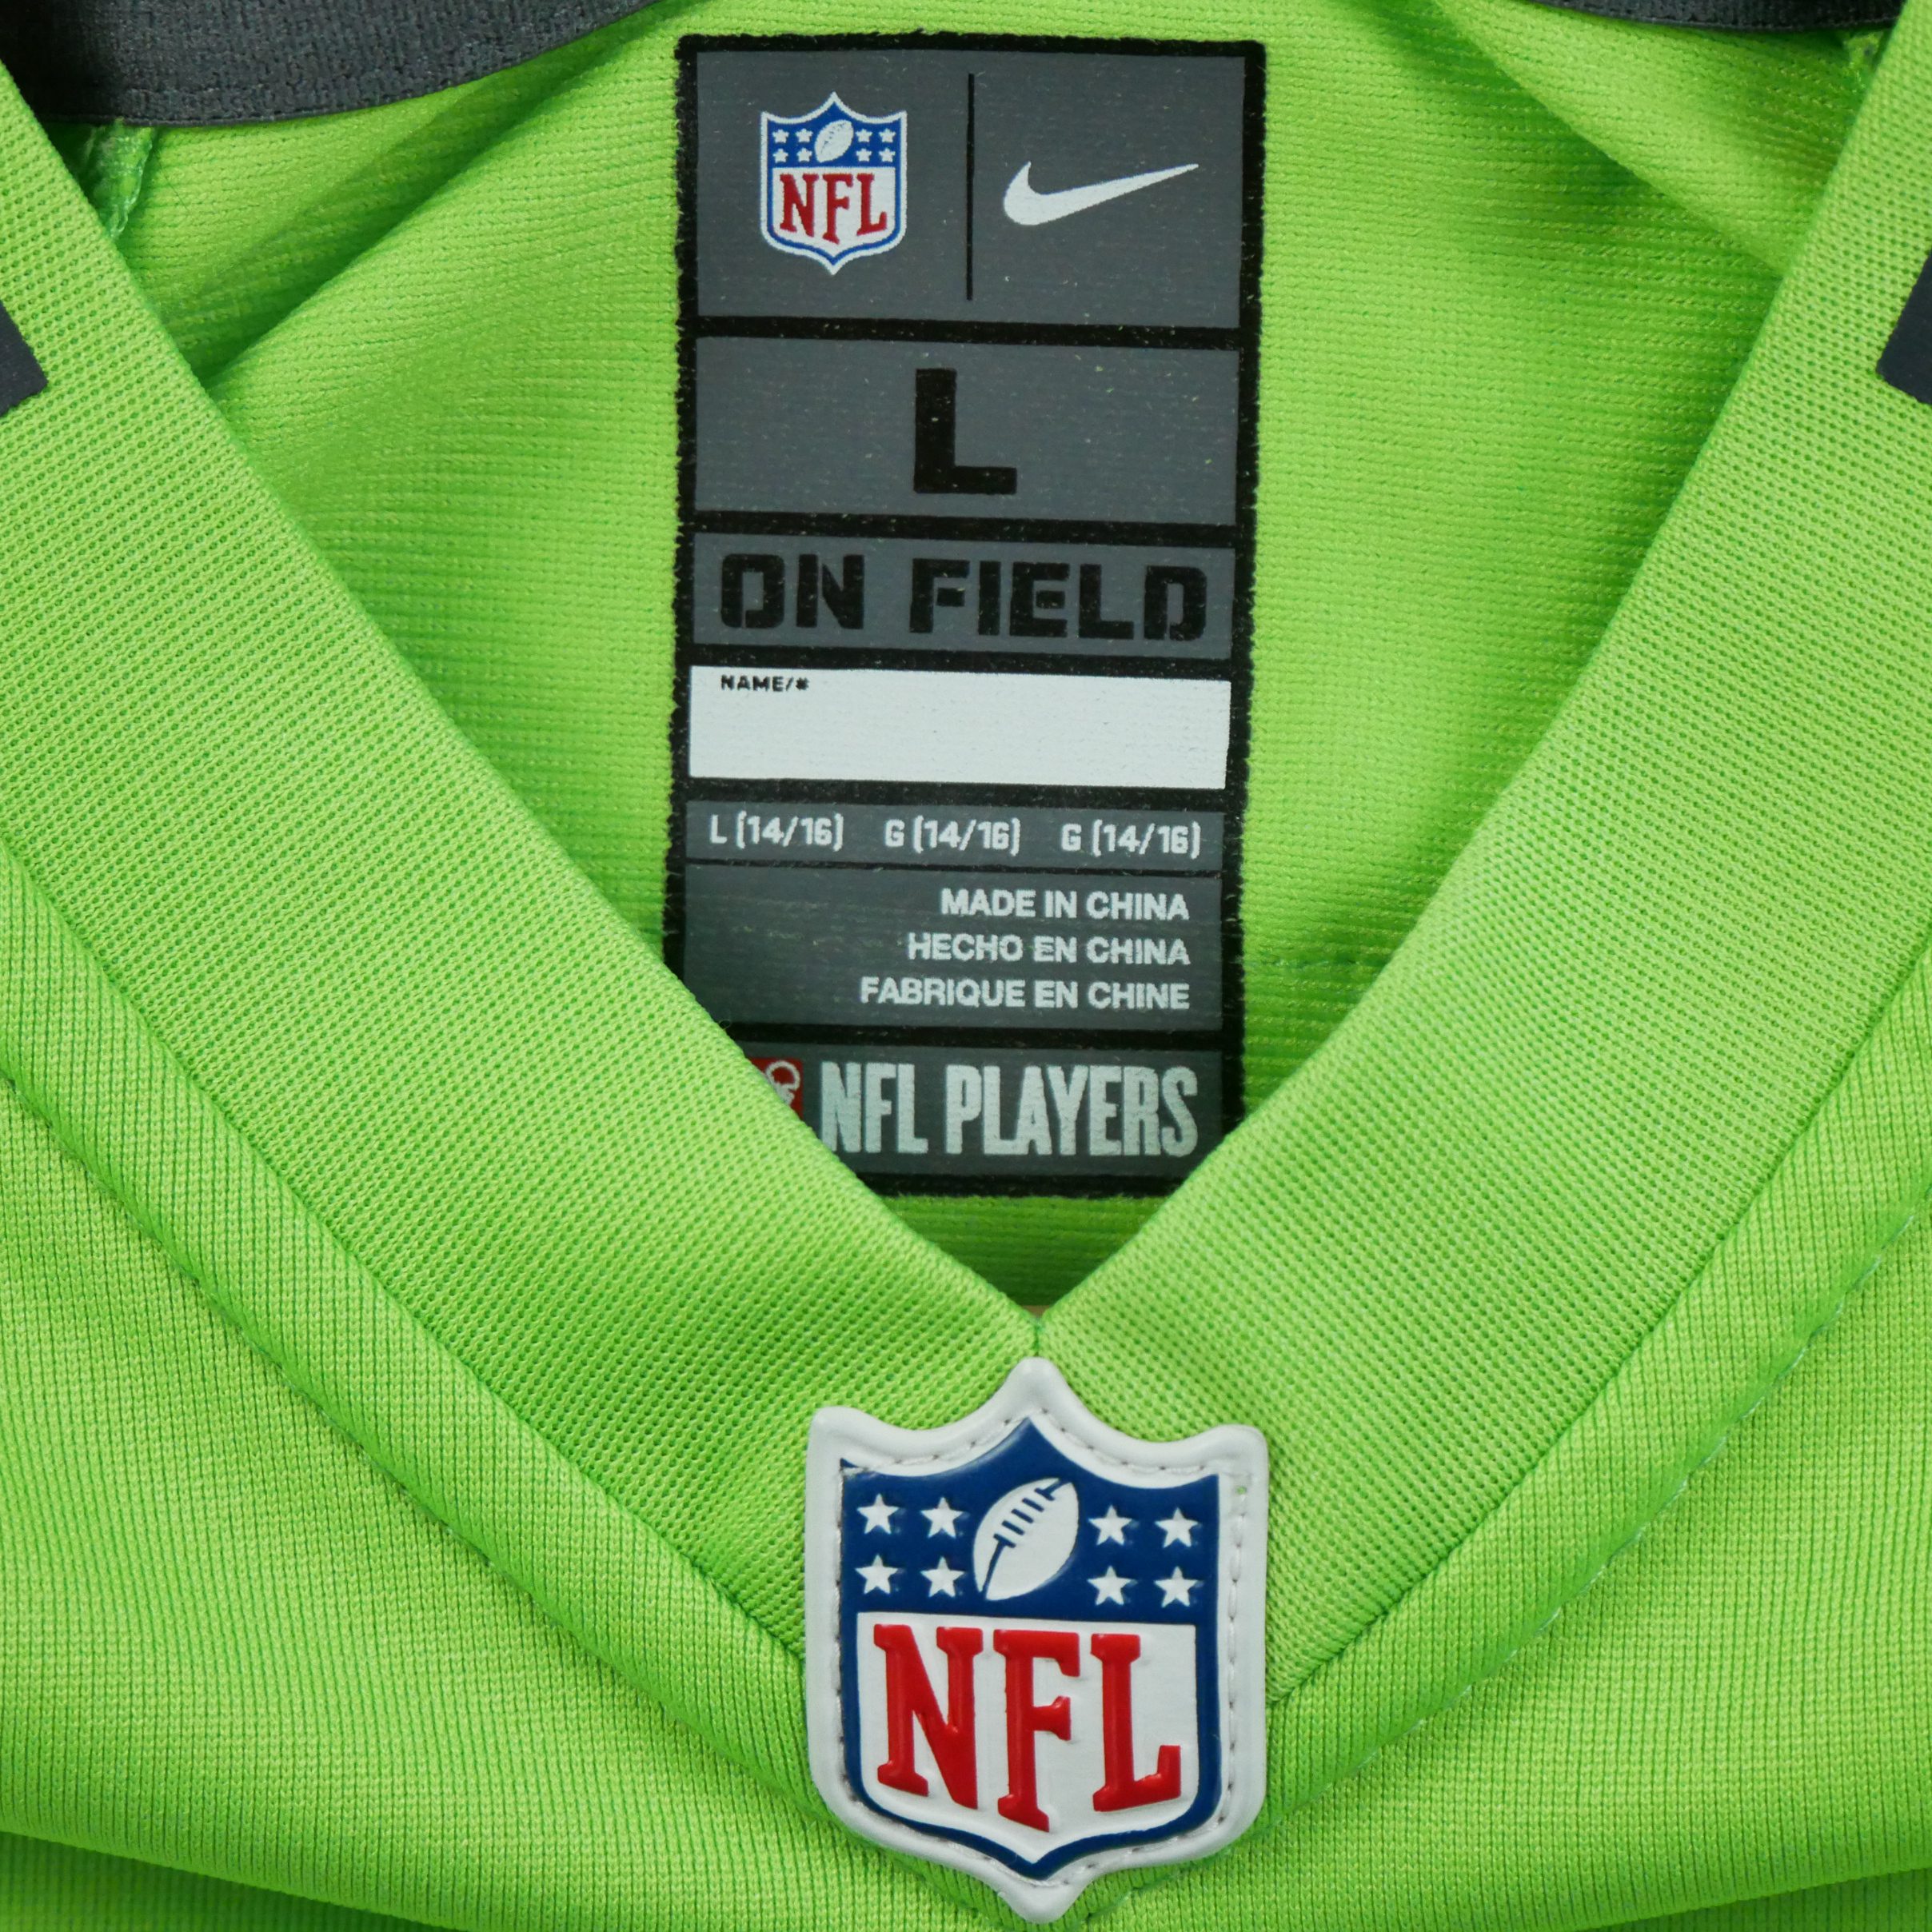 NFL
L
ON FIELD
NAME/#
L (14/16) G (14/16) G (14/16)
MADE IN CHINA
HECHO EN CHINA
FABRIQUE EN CHINE
NFL PLAYERS
NFL